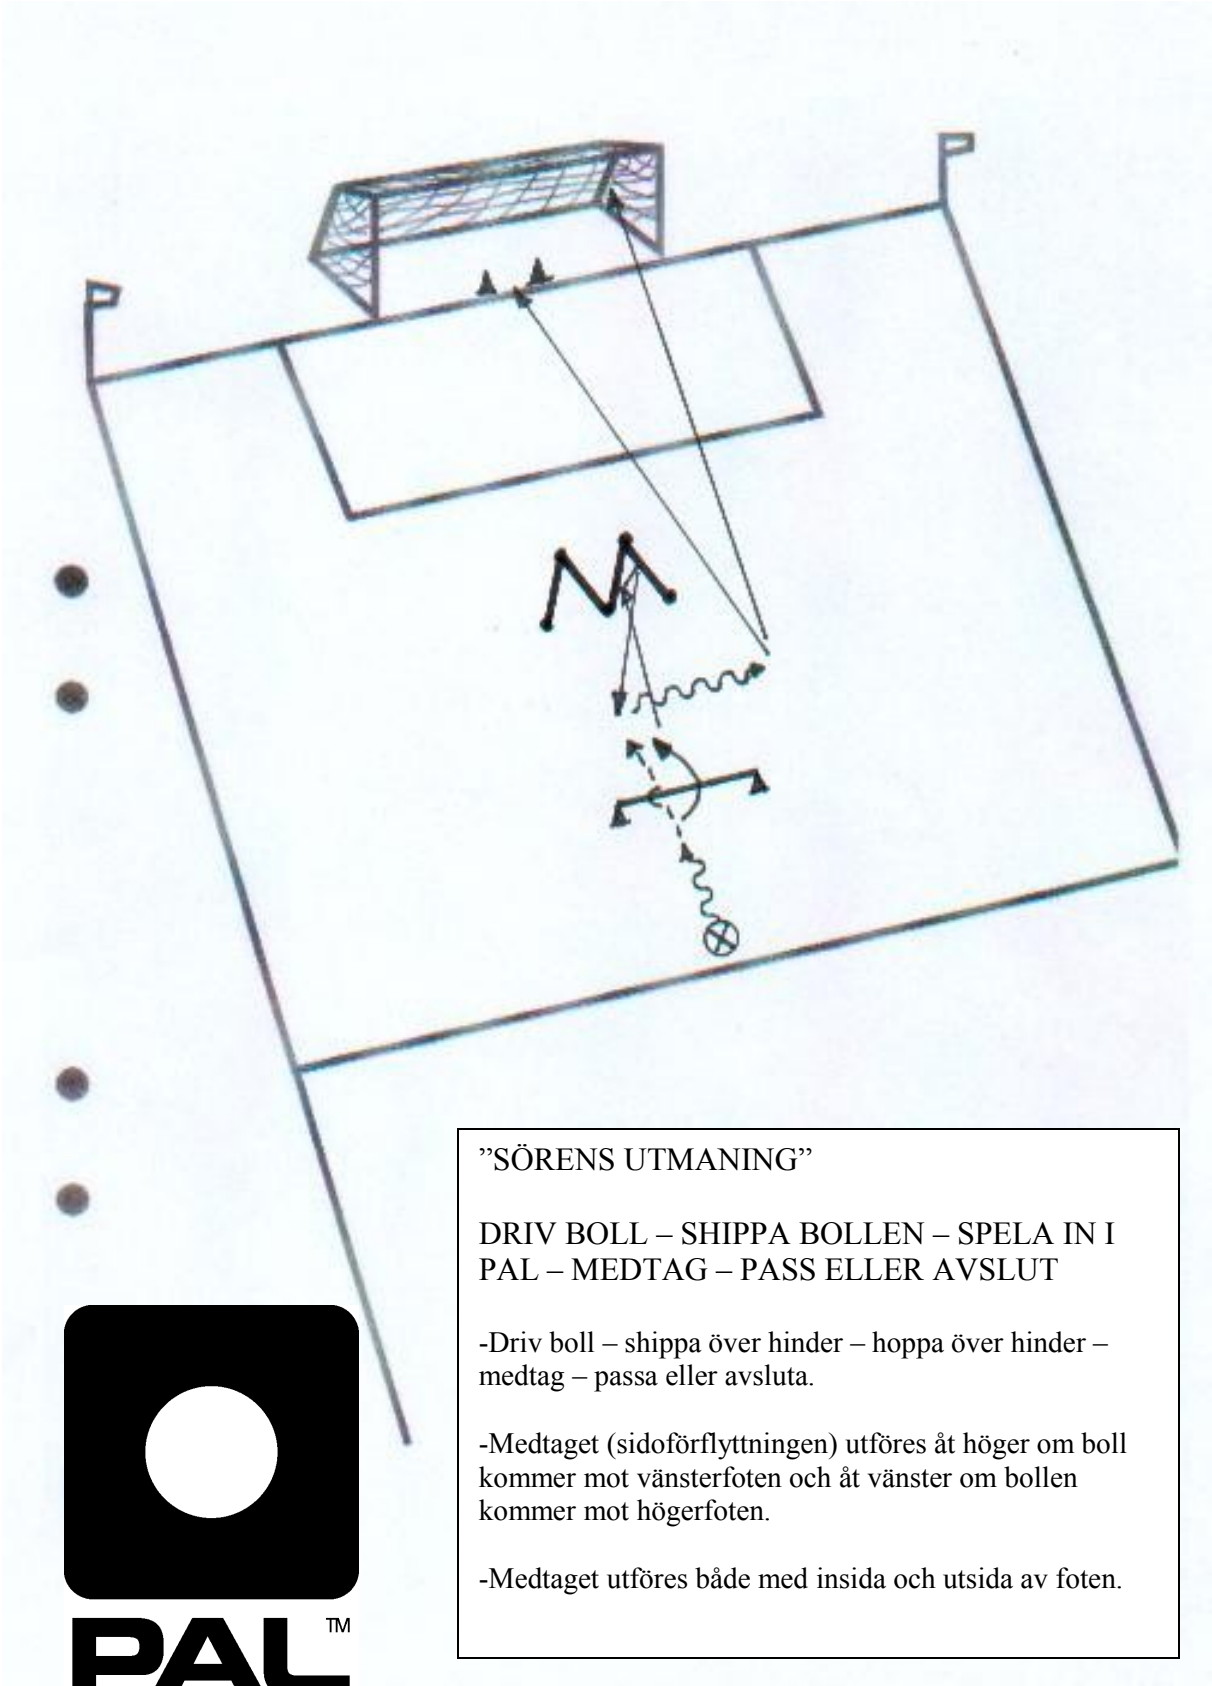 ”SÖRENS UTMANING”
DRIV BOLL – SHIPPA BOLLEN – SPELA IN I
PAL – MEDTAG – PASS ELLER AVSLUT
-Driv boll – shippa över hinder – hoppa över hinder –
medtag – passa eller avsluta.
-Medtaget (sidoförflyttningen) utföres åt höger om boll
kommer mot vänsterfoten och åt vänster om bollen
kommer mot högerfoten.
-Medtaget utföres både med insida och utsida av foten.
PAL™